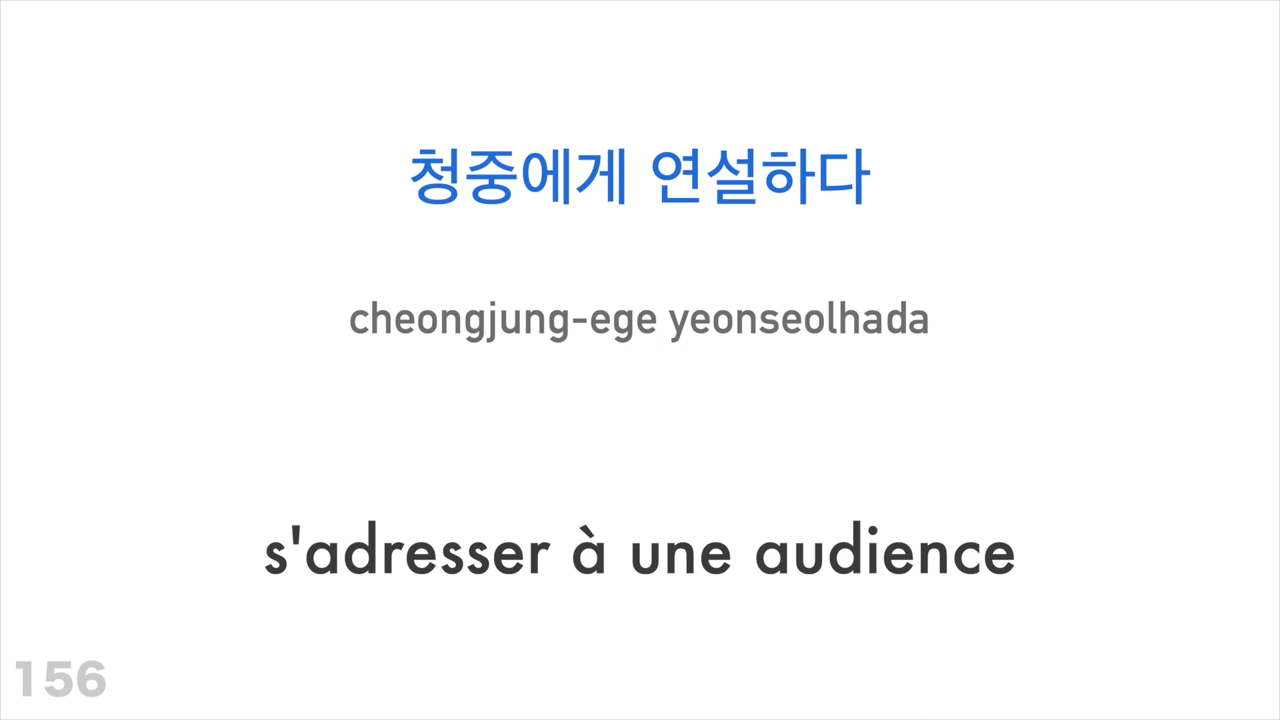 청중에게 연설하다
cheongjung-ege yeonseolhada
s'adresser à une audience
156